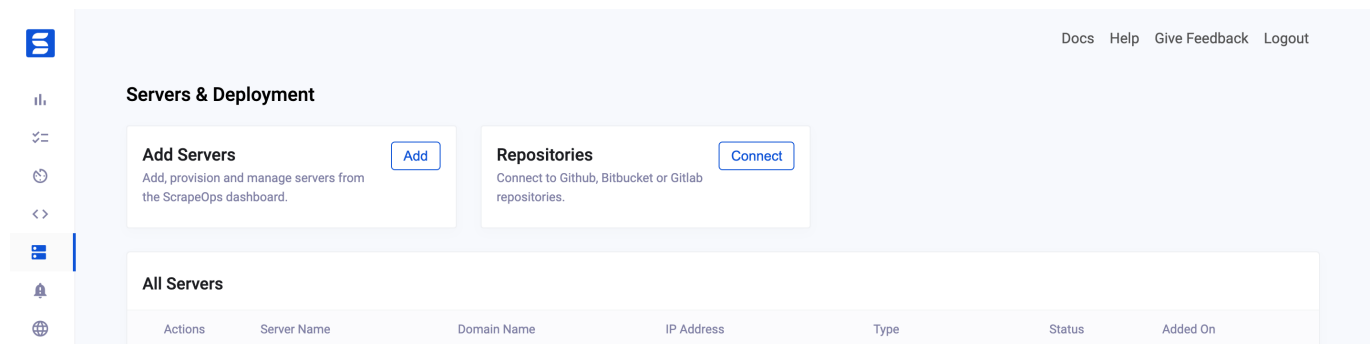 Docs Help Give Feedback Logout
Servers & Deployment
Add Servers
Add
Add, provision and manage servers from
the ScrapeOps dashboard.
Repositories
Connect
Connect to Github, Bitbucket or Gitlab
repositories.
All Servers
Actions Server Name Domain Name IP Address Type Status Added On